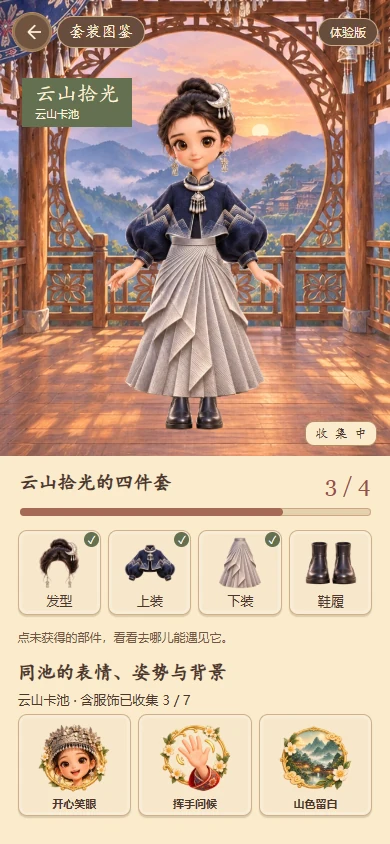 套装图鉴
体验版
云山拾光
云山卡池
收集中
云山拾光的四件套
3 / 4
发型
上装
下装
鞋履
点未获得的部件，看看去哪儿能遇见它。
同池的表情、姿势与背景
云山卡池 · 含服饰已收集 3 / 7
开心笑眼
挥手问候
山色留白